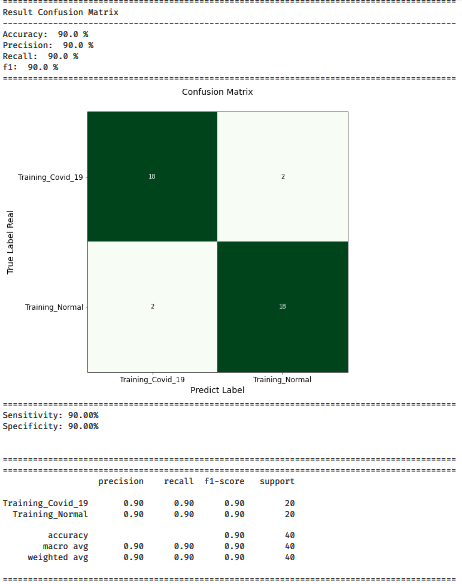 Result Confusion Matrix
Accuracy: 90.0 %
Precision: 90.0 %
Recall: 90.0 %
f1: 90.0 %
Confusion Matrix
True Label Real
Training_Covid_19
18
2
Training_Normal
2
18
Training_Covid_19 Training_Normal
Predict Label
Sensitivity: 90.00%
Specificity: 90.00%
precision recall f1-score support
Training_Covid_19 0.90 0.90 0.90 20
Training_Normal 0.90 0.90 0.90 20
accuracy 0.90 40
macro avg 0.90 0.90 0.90 40
weighted avg 0.90 0.90 0.90 40